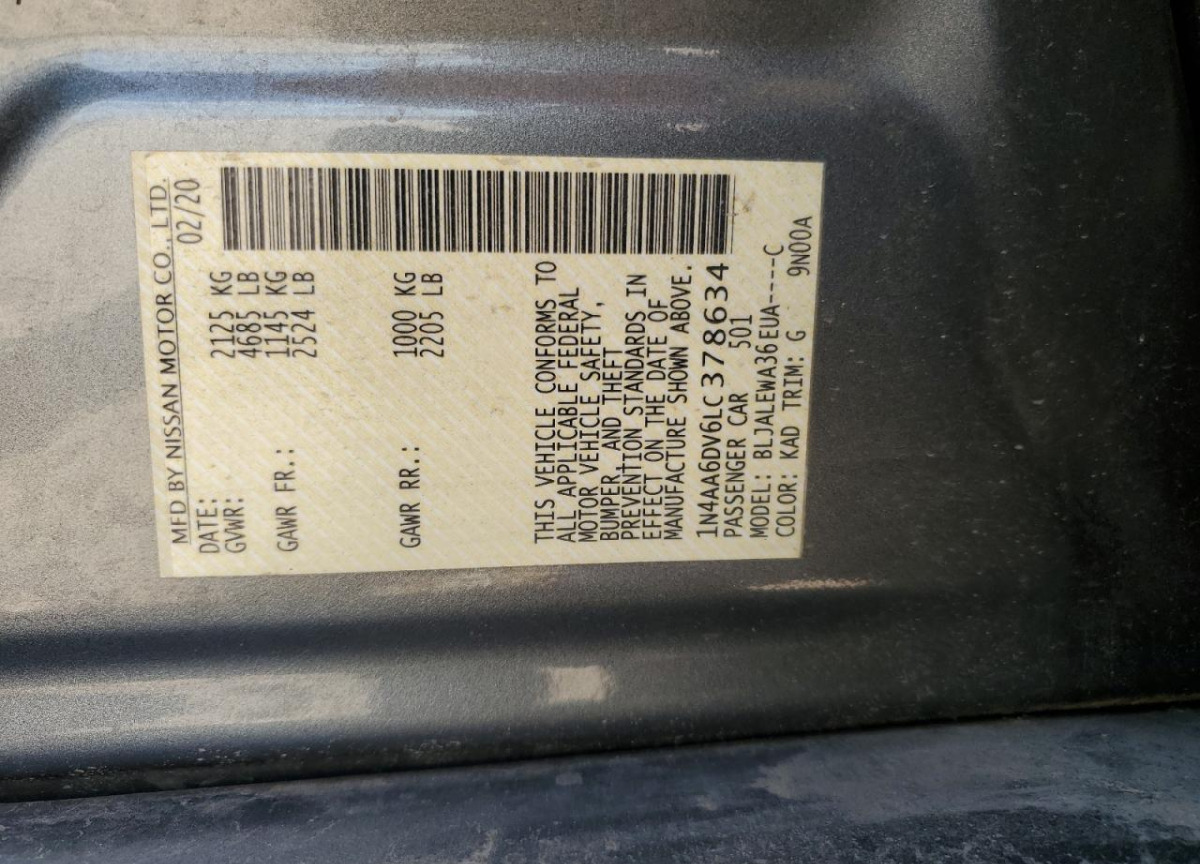 MFD BY NISSAN MOTOR CO., LTD.
DATE: 02/20
GVWR: 2125 KG
4685 LB
GAWR FR.: 1145 KG
2524 LB
GAWR RR.: 1000 KG
2205 LB
THIS VEHICLE CONFORMS TO
ALL APPLICABLE FEDERAL
MOTOR VEHICLE SAFETY,
BUMPER, AND THEFT
PREVENTION STANDARDS IN
EFFECT ON THE DATE OF
MANUFACTURE SHOWN ABOVE.
1N4AA6DV6LC378634
PASSENGER CAR 501
MODEL: BLJALEWA36EUA----C
COLOR: KAD TRIM: G 9N00A